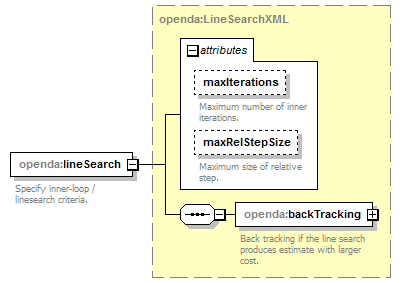 openda:LineSearchXML
attributes
maxIterations
Maximum number of inner
iterations.
maxRelStepSize
Maximum size of relative
step.
openda:lineSearch
Specify inner-loop /
linesearch criteria.
openda:backTracking
Back tracking if the line search
produces estimate with larger
cost.